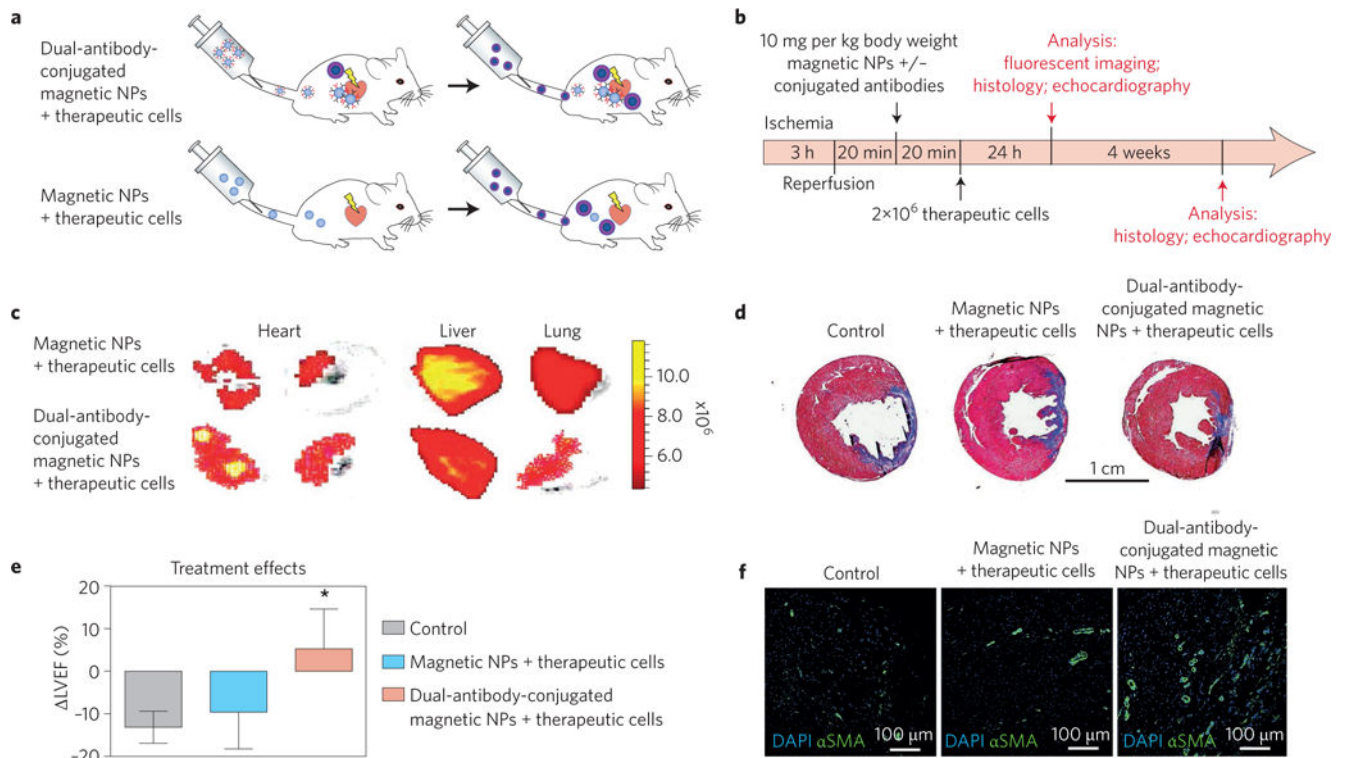 a
Dual-antibody-
conjugated
magnetic NPs
+ therapeutic cells
Magnetic NPs
+ therapeutic cells
b
10 mg per kg body weight
magnetic NPs +/−
conjugated antibodies
Analysis:
fluorescent imaging;
histology; echocardiography
Ischemia
3 h
20 min
20 min
24 h
4 weeks
Reperfusion
2×10⁶ therapeutic cells
Analysis:
histology; echocardiography
c
Heart
Liver
Lung
Magnetic NPs
+ therapeutic cells
Dual-antibody-
conjugated
magnetic NPs
+ therapeutic cells
10.0
8.0
6.0
x10⁶
d
Control
Magnetic NPs
+ therapeutic cells
Dual-antibody-
conjugated magnetic
NPs + therapeutic cells
1 cm
e
Treatment effects
20
10
0
−10
−20
ΔLVEF (%)
*
Control
Magnetic NPs + therapeutic cells
Dual-antibody-conjugated
magnetic NPs + therapeutic cells
f
Control
Magnetic NPs
+ therapeutic cells
Dual-antibody-
conjugated magnetic
NPs + therapeutic cells
DAPI αSMA
100 μm
DAPI αSMA
100 μm
DAPI αSMA
100 μm